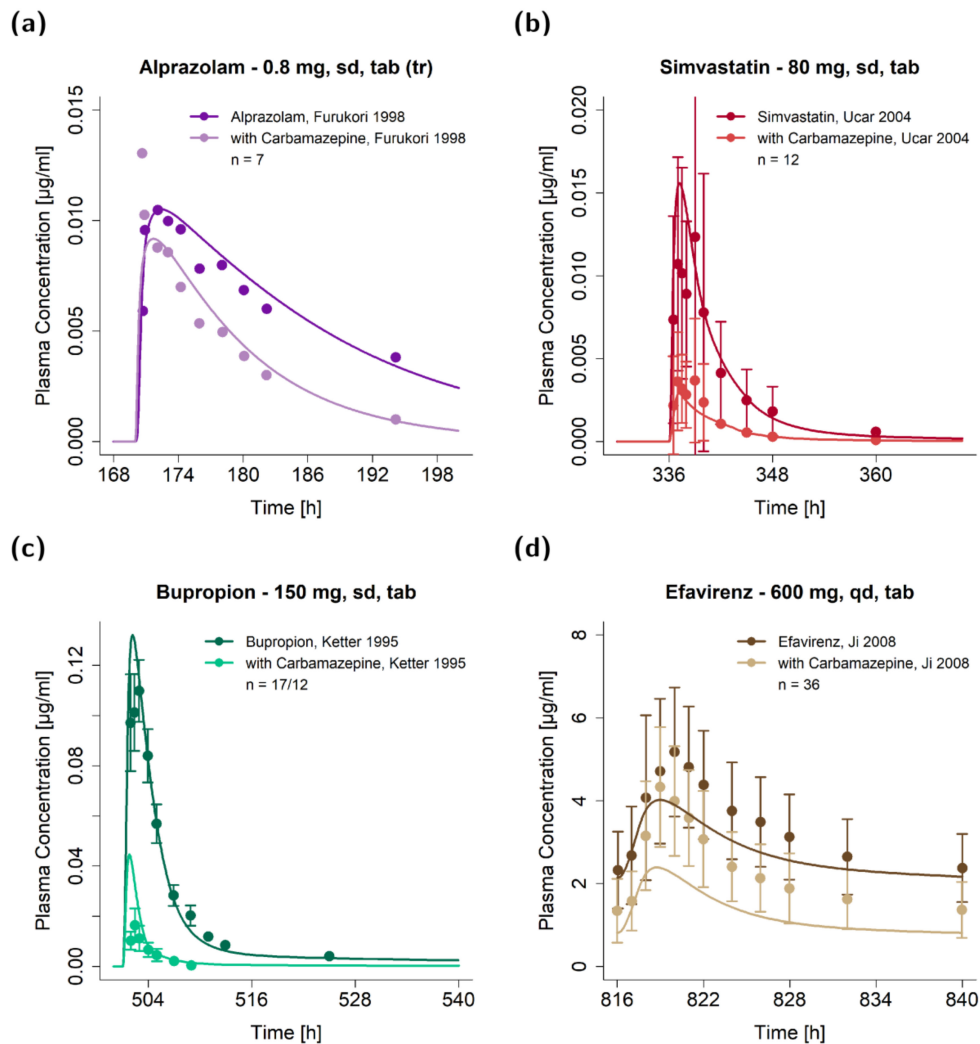 (a)
Alprazolam - 0.8 mg, sd, tab (tr)
Plasma Concentration [µg/ml]
0.015
0.010
0.005
0.000
Alprazolam, Furukori 1998
with Carbamazepine, Furukori 1998
n = 7
168 174 180 186 192 198
Time [h]
(b)
Simvastatin - 80 mg, sd, tab
Plasma Concentration [µg/ml]
0.020
0.015
0.010
0.005
0.000
Simvastatin, Ucar 2004
with Carbamazepine, Ucar 2004
n = 12
336 348 360
Time [h]
(c)
Bupropion - 150 mg, sd, tab
Plasma Concentration [µg/ml]
0.12
0.08
0.04
0.00
Bupropion, Ketter 1995
with Carbamazepine, Ketter 1995
n = 17/12
504 516 528 540
Time [h]
(d)
Efavirenz - 600 mg, qd, tab
Plasma Concentration [µg/ml]
8
6
4
2
0
Efavirenz, Ji 2008
with Carbamazepine, Ji 2008
n = 36
816 822 828 834 840
Time [h]